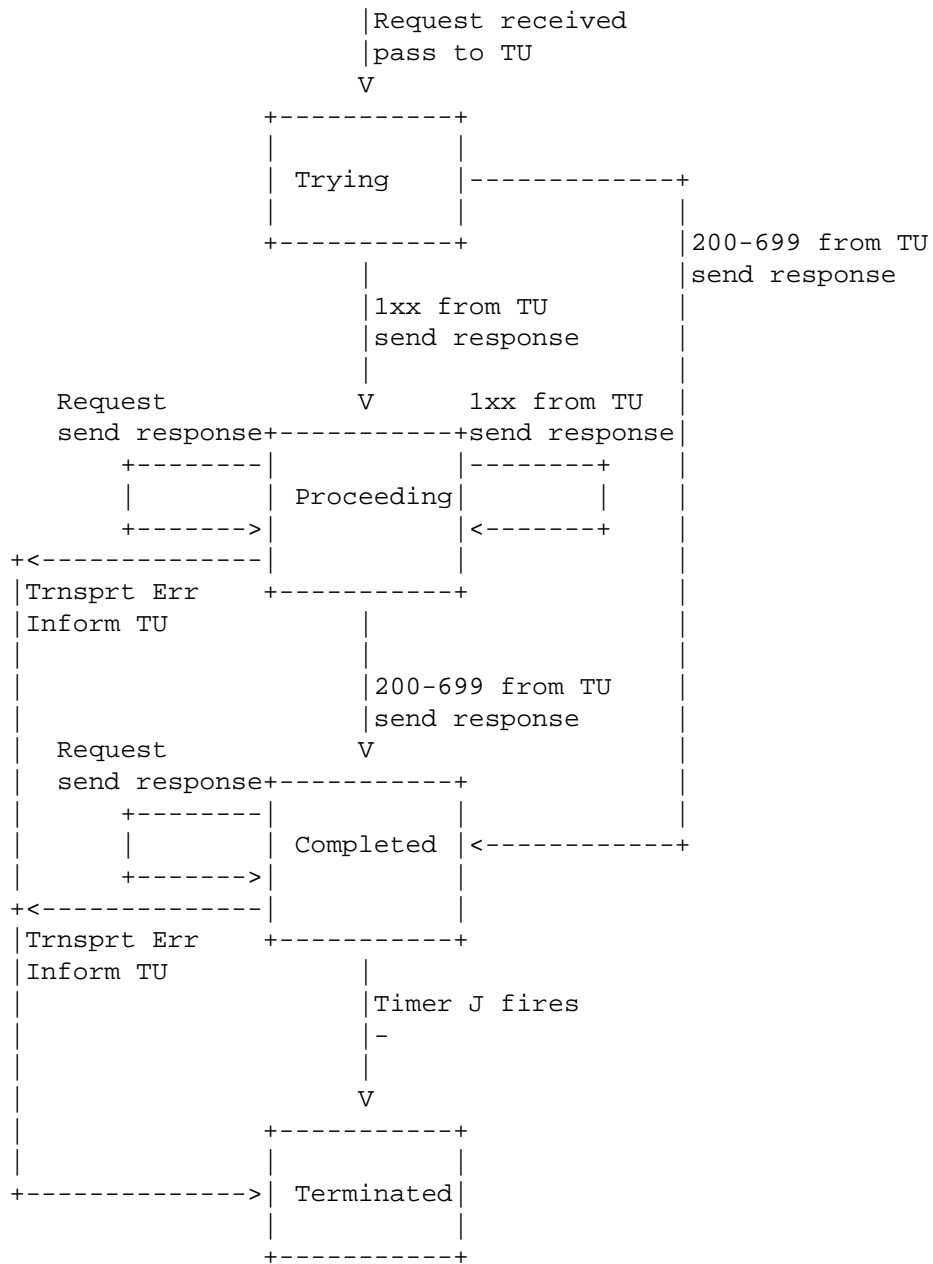 |Request received
|pass to TU
V
+-----------+
|           |
| Trying    |-------------+
|           |             |
+-----------+             |200-699 from TU
|             |send response
|1xx from TU  |
|send response |
|             |
Request           V      1xx from TU  |
send response+-----------+send response|
+--------|           |--------+    |
|        | Proceeding|        |    |
+------->|           |<-------+    |
+<--------------|           |             |
|Trnsprt Err    +-----------+             |
|Inform TU            |                   |
|                     |                   |
|                     |200-699 from TU    |
|                     |send response      |
|  Request            V                   |
|  send response+-----------+             |
|      +--------|           |             |
|      |        | Completed |<------------+
|      +------->|           |
+<--------------|           |
|Trnsprt Err    +-----------+
|Inform TU            |
|                     |Timer J fires
|                     |-
|                     |
|                     V
|               +-----------+
|               |           |
+-------------->| Terminated|
|           |
+-----------+